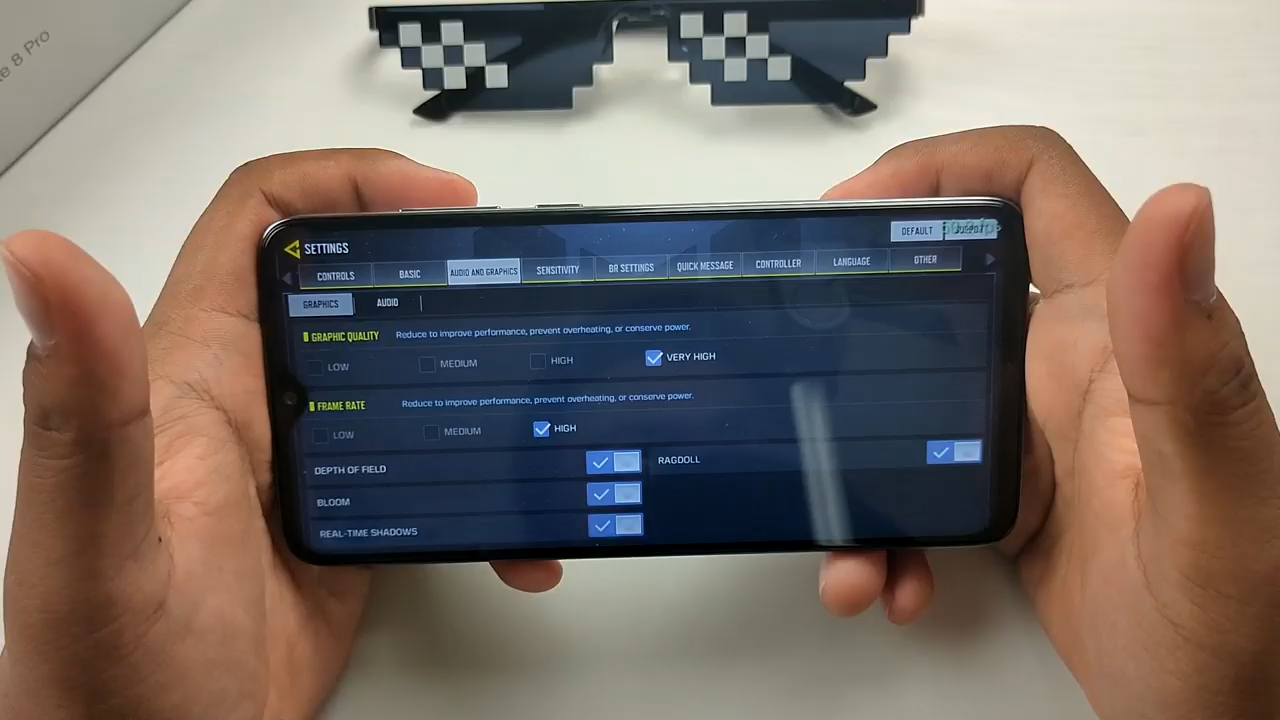 8 Pro
SETTINGS
DEFAULT
CONTROLS BASIC AUDIO AND GRAPHICS SENSITIVITY BR SETTINGS QUICK MESSAGE CONTROLLER LANGUAGE OTHER
GRAPHICS AUDIO
GRAPHIC QUALITY Reduce to improve performance, prevent overheating, or conserve power.
LOW MEDIUM HIGH VERY HIGH
FRAME RATE Reduce to improve performance, prevent overheating, or conserve power.
LOW MEDIUM HIGH
DEPTH OF FIELD RAGDOLL
BLOOM
REAL-TIME SHADOWS